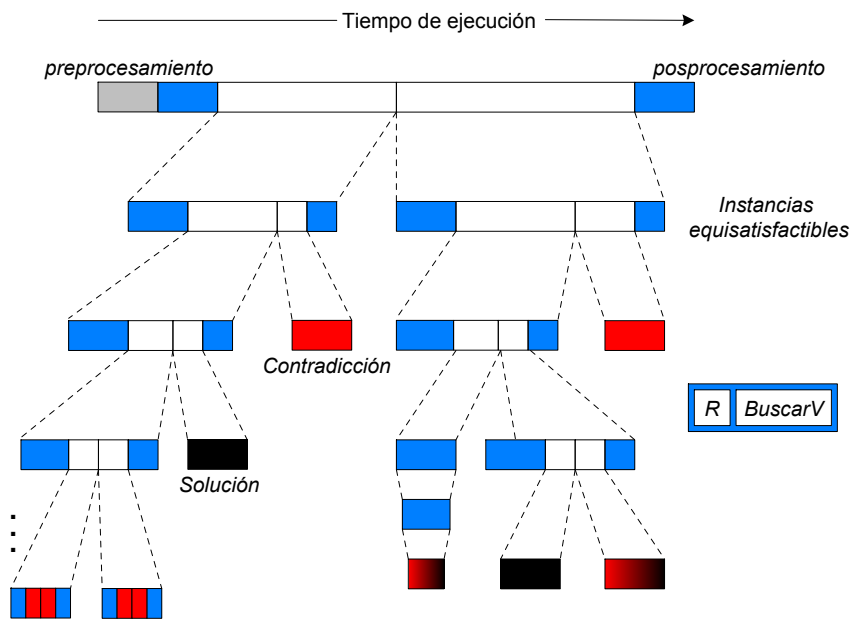 Tiempo de ejecución
preprocesamiento
posprocesamiento
Instancias
equisatisfactibles
Contradicción
R
BuscarV
Solución